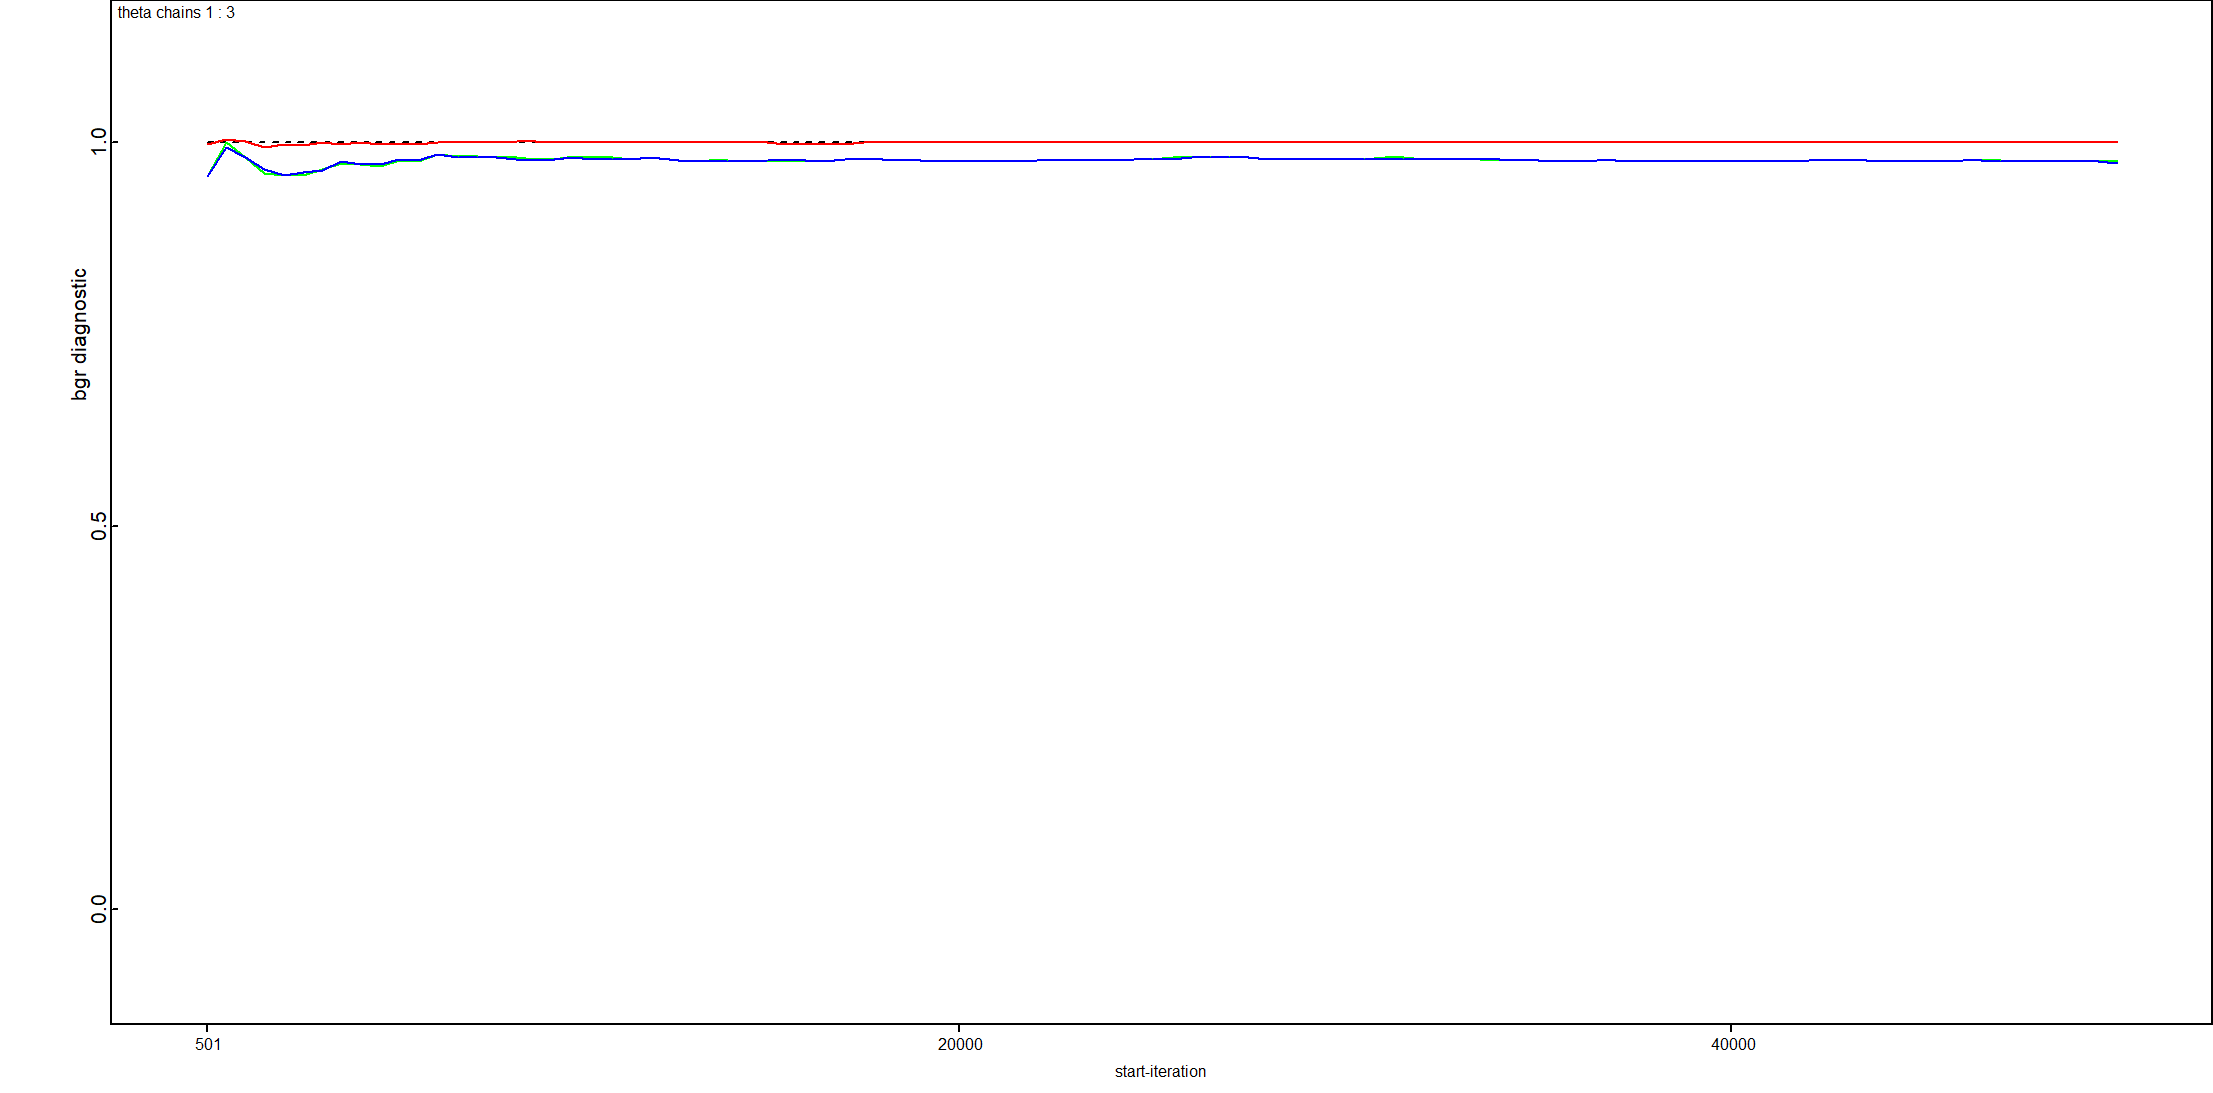 theta chains 1 : 3
1.0
bgr diagnostic
0.5
0.0
501
20000
40000
start-iteration